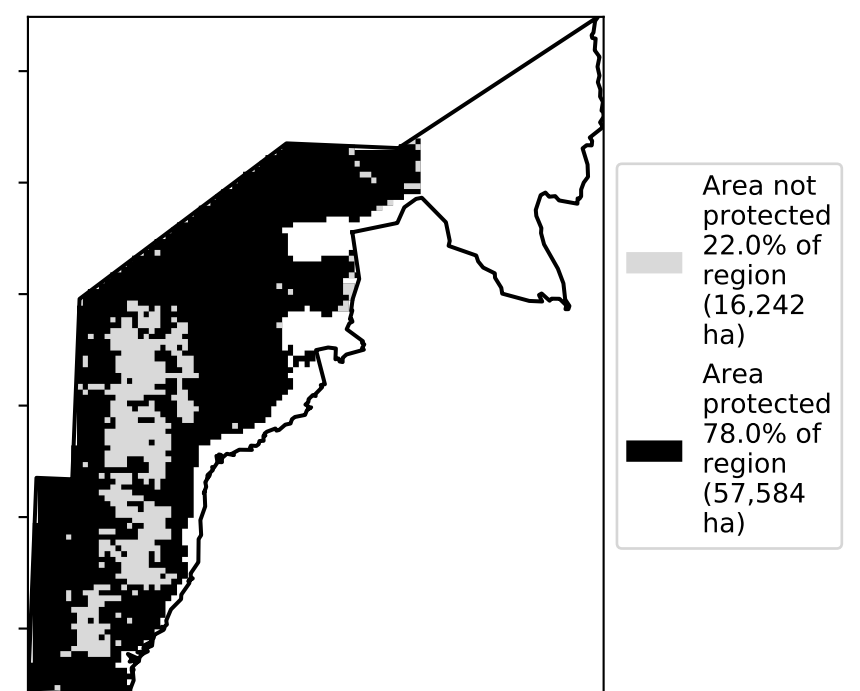 Area not
protected
22.0% of
region
(16,242
ha)
Area
protected
78.0% of
region
(57,584
ha)